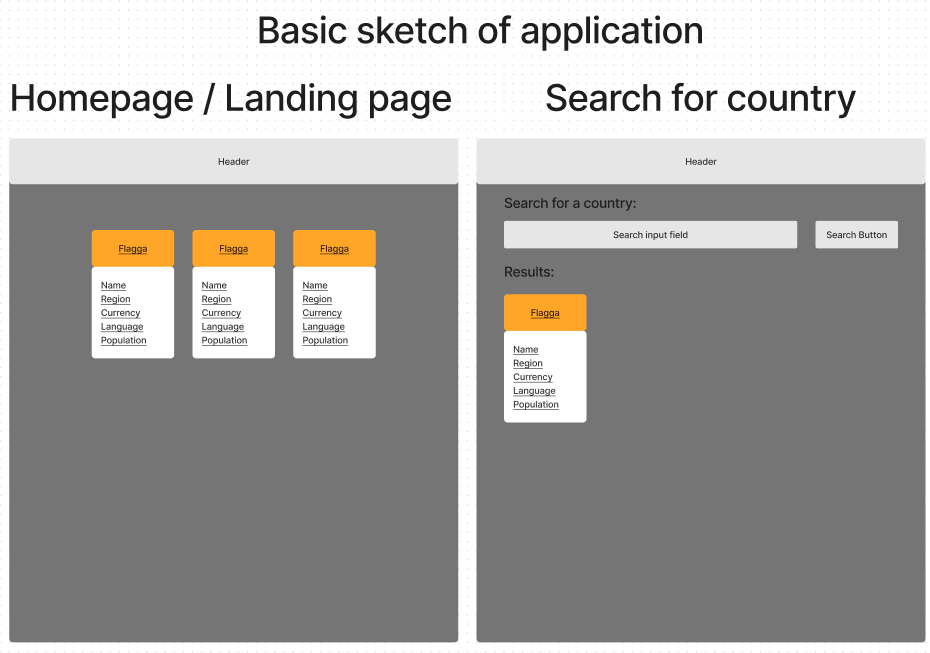 Basic sketch of application
Homepage / Landing page
Header
Flagga
Name
Region
Currency
Language
Population
Flagga
Name
Region
Currency
Language
Population
Flagga
Name
Region
Currency
Language
Population
Search for country
Header
Search for a country:
Search input field
Search Button
Results:
Flagga
Name
Region
Currency
Language
Population